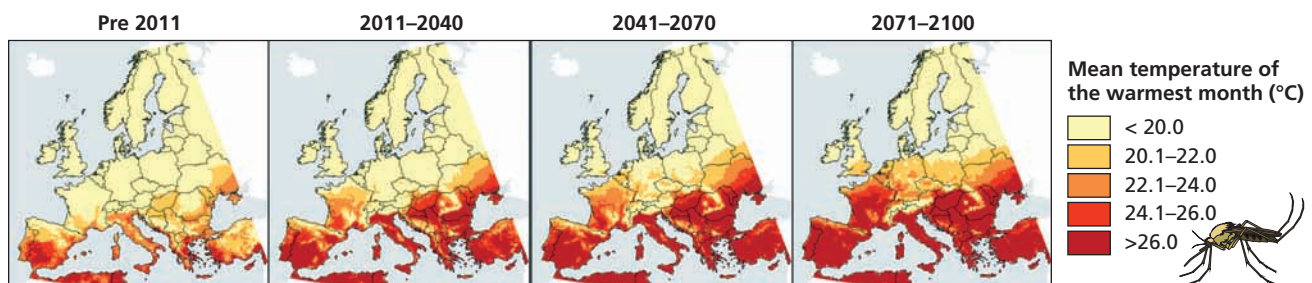 Pre 2011
2011–2040
2041–2070
2071–2100
Mean temperature of
the warmest month (°C)
< 20.0
20.1–22.0
22.1–24.0
24.1–26.0
>26.0